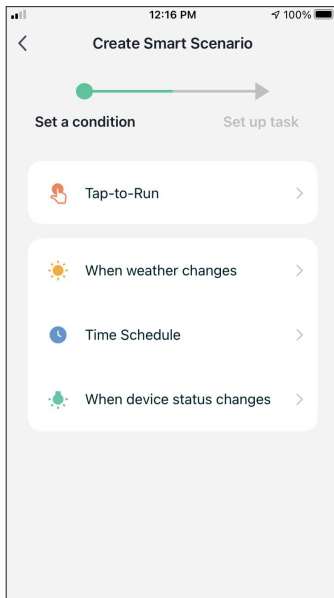 12:16 PM 100%
Create Smart Scenario
Set a condition Set up task
Tap-to-Run
When weather changes
Time Schedule
When device status changes